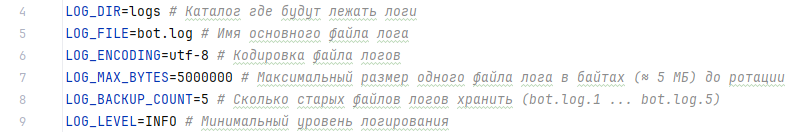 4 LOG_DIR=logs # Каталог где будут лежать логи
5 LOG_FILE=bot.log # Имя основного файла лога
6 LOG_ENCODING=utf-8 # Кодировка файла логов
7 LOG_MAX_BYTES=5000000 # Максимальный размер одного файла лога в байтах (≈ 5 МБ) до ротации
8 LOG_BACKUP_COUNT=5 # Сколько старых файлов логов хранить (bot.log.1 ... bot.log.5)
9 LOG_LEVEL=INFO # Минимальный уровень логирования